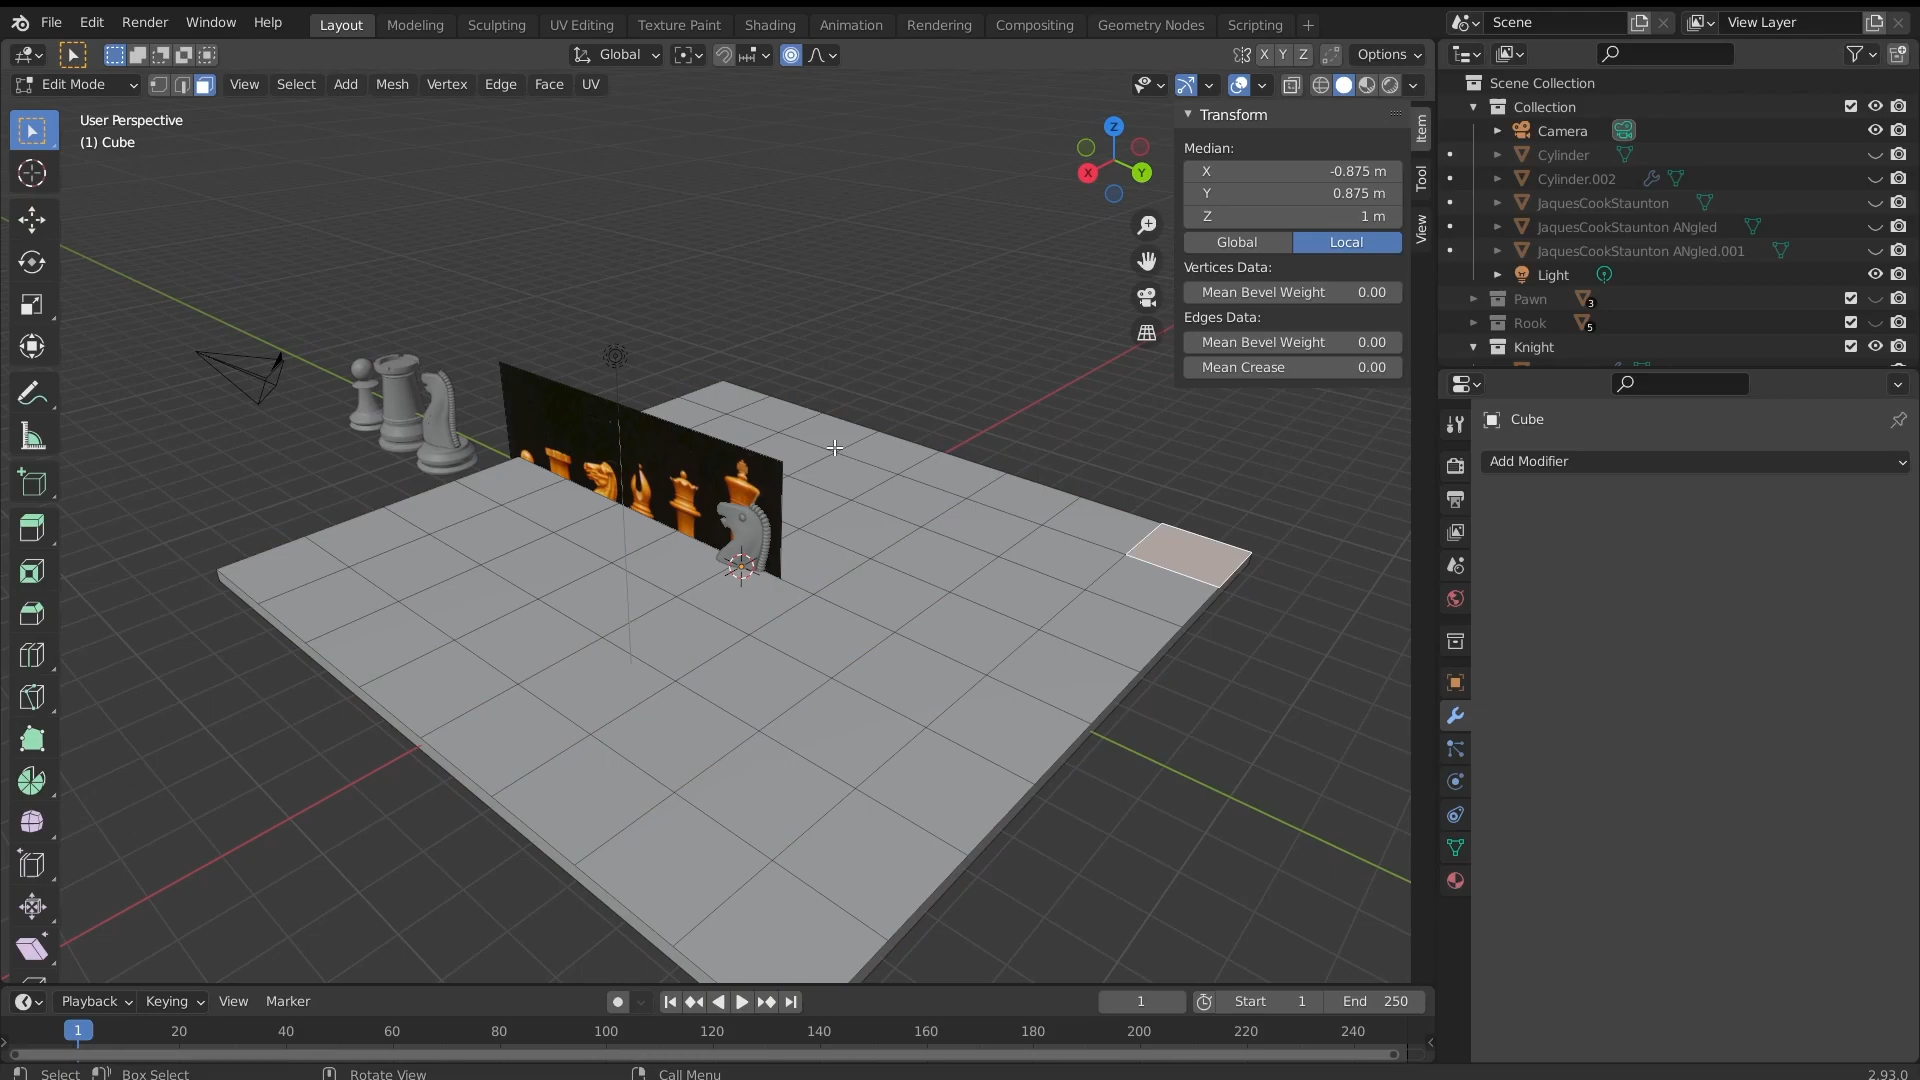 File Edit Render Window Help Layout Modeling Sculpting UV Editing Texture Paint Shading Animation Rendering Compositing Geometry Nodes Scripting + Scene View Layer
Global X Y Z Options
Edit Mode View Select Add Mesh Vertex Edge Face UV
User Perspective
(1) Cube
Z
X
Y
Transform
Median:
X -0.875 m
Y 0.875 m
Z 1 m
Global Local
Vertices Data:
Mean Bevel Weight 0.00
Edges Data:
Mean Bevel Weight 0.00
Mean Crease 0.00
Item
Tool
View
Scene Collection
Collection
Camera
Cylinder
Cylinder.002
JaquesCookStaunton
JaquesCookStaunton ANgled
JaquesCookStaunton ANgled.001
Light
Pawn 3
Rook 5
Knight
Cube
Add Modifier
Playback Keying View Marker 1 Start 1 End 250
1 20 40 60 80 100 120 140 160 180 200 220 240
Select Box Select Rotate View Call Menu 2.93.0